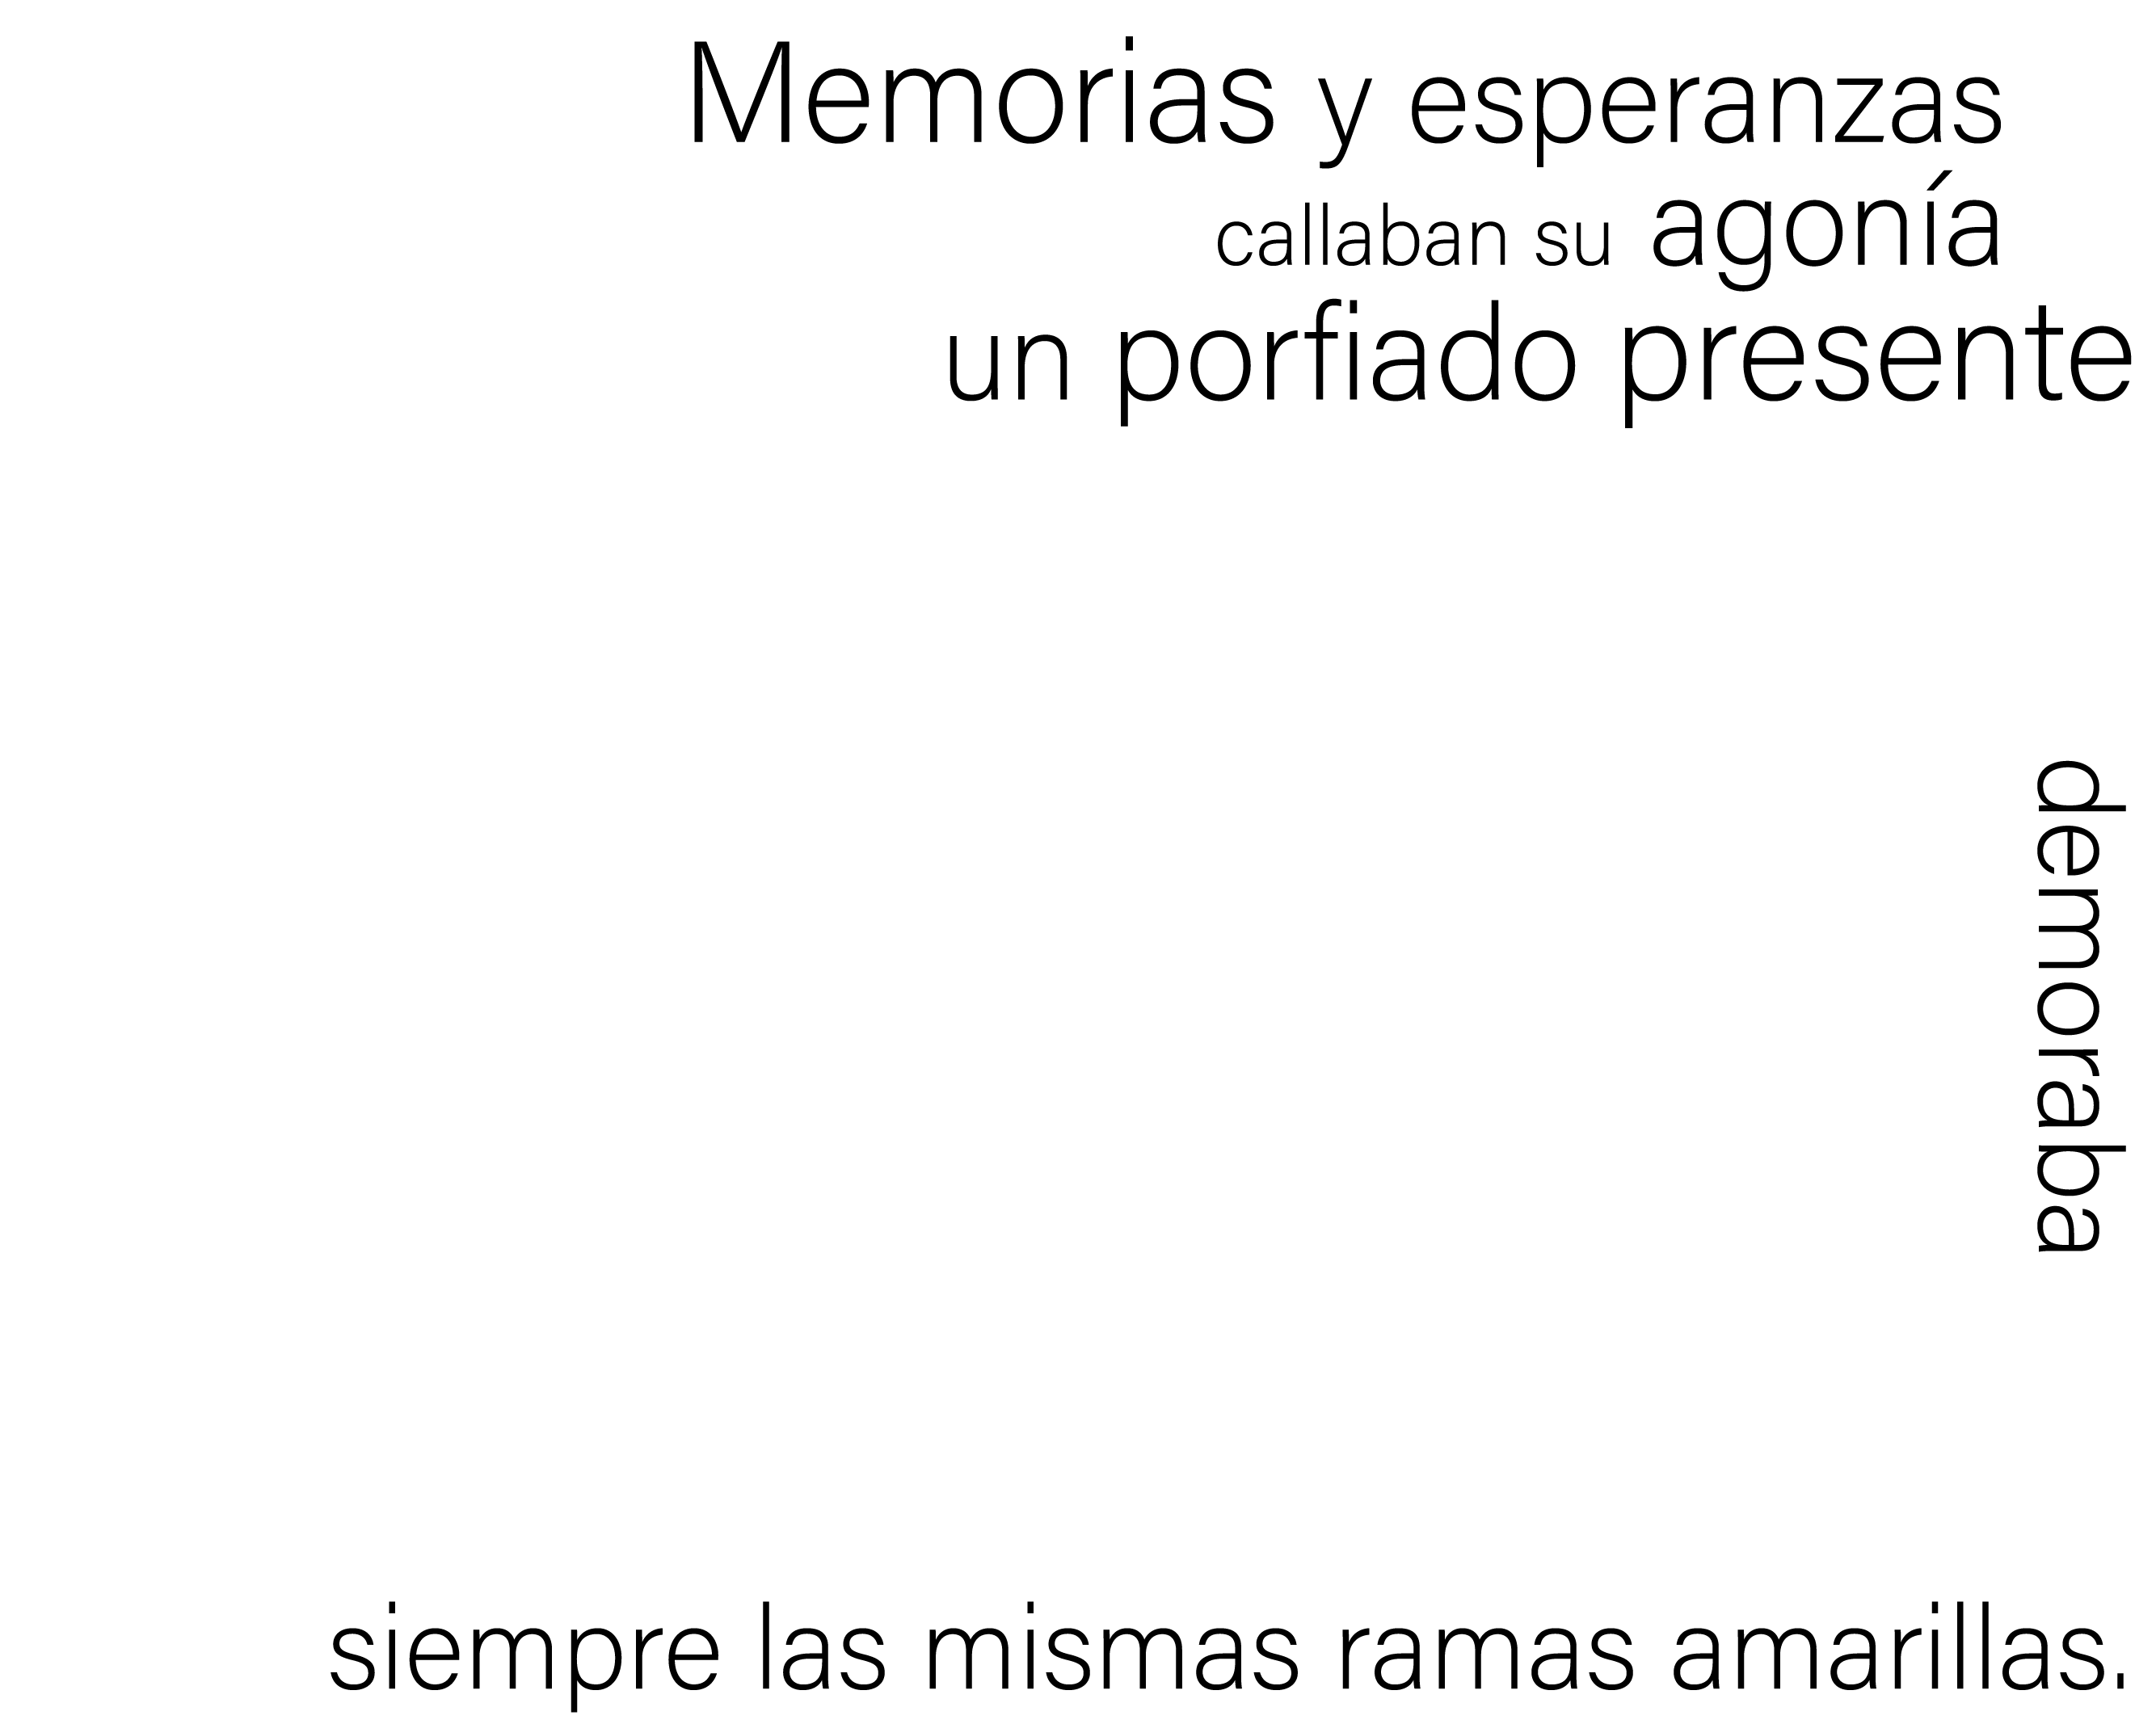 Memorias y esperanzas
callaban su agonía
un porfiado presente
demoraba
siempre las mismas ramas amarillas.